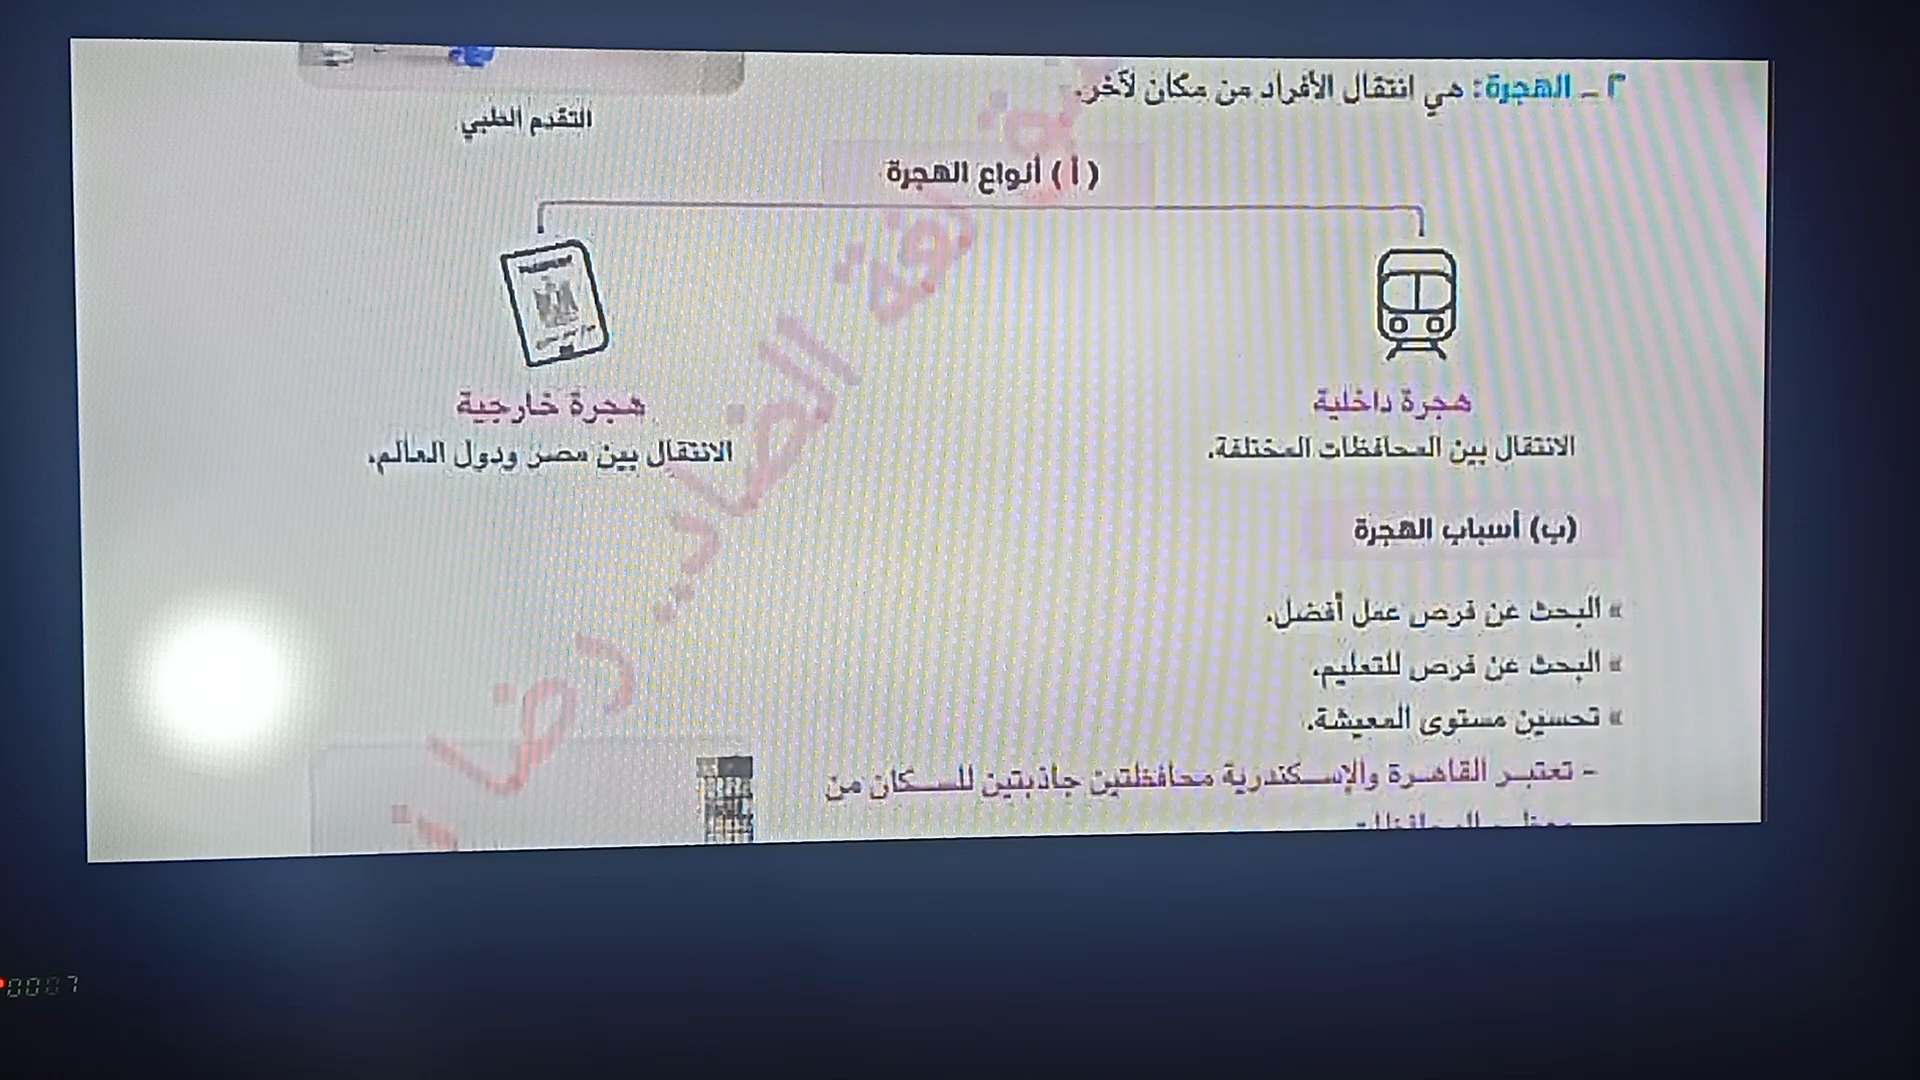 التقدم الطبي
٢ - الهجرة: هي انتقال الأفراد من مكان لآخر.
(أ) أنواع الهجرة
هجرة داخلية
الانتقال بين المحافظات المختلفة.
هجرة خارجية
الانتقال بين مصر ودول العالم.
(ب) أسباب الهجرة
» البحث عن فرص عمل أفضل.
» البحث عن فرص للتعليم.
» تحسين مستوى المعيشة.
- تعتبر القاهرة والإسكندرية محافظتين جاذبتين للسكان من
0007